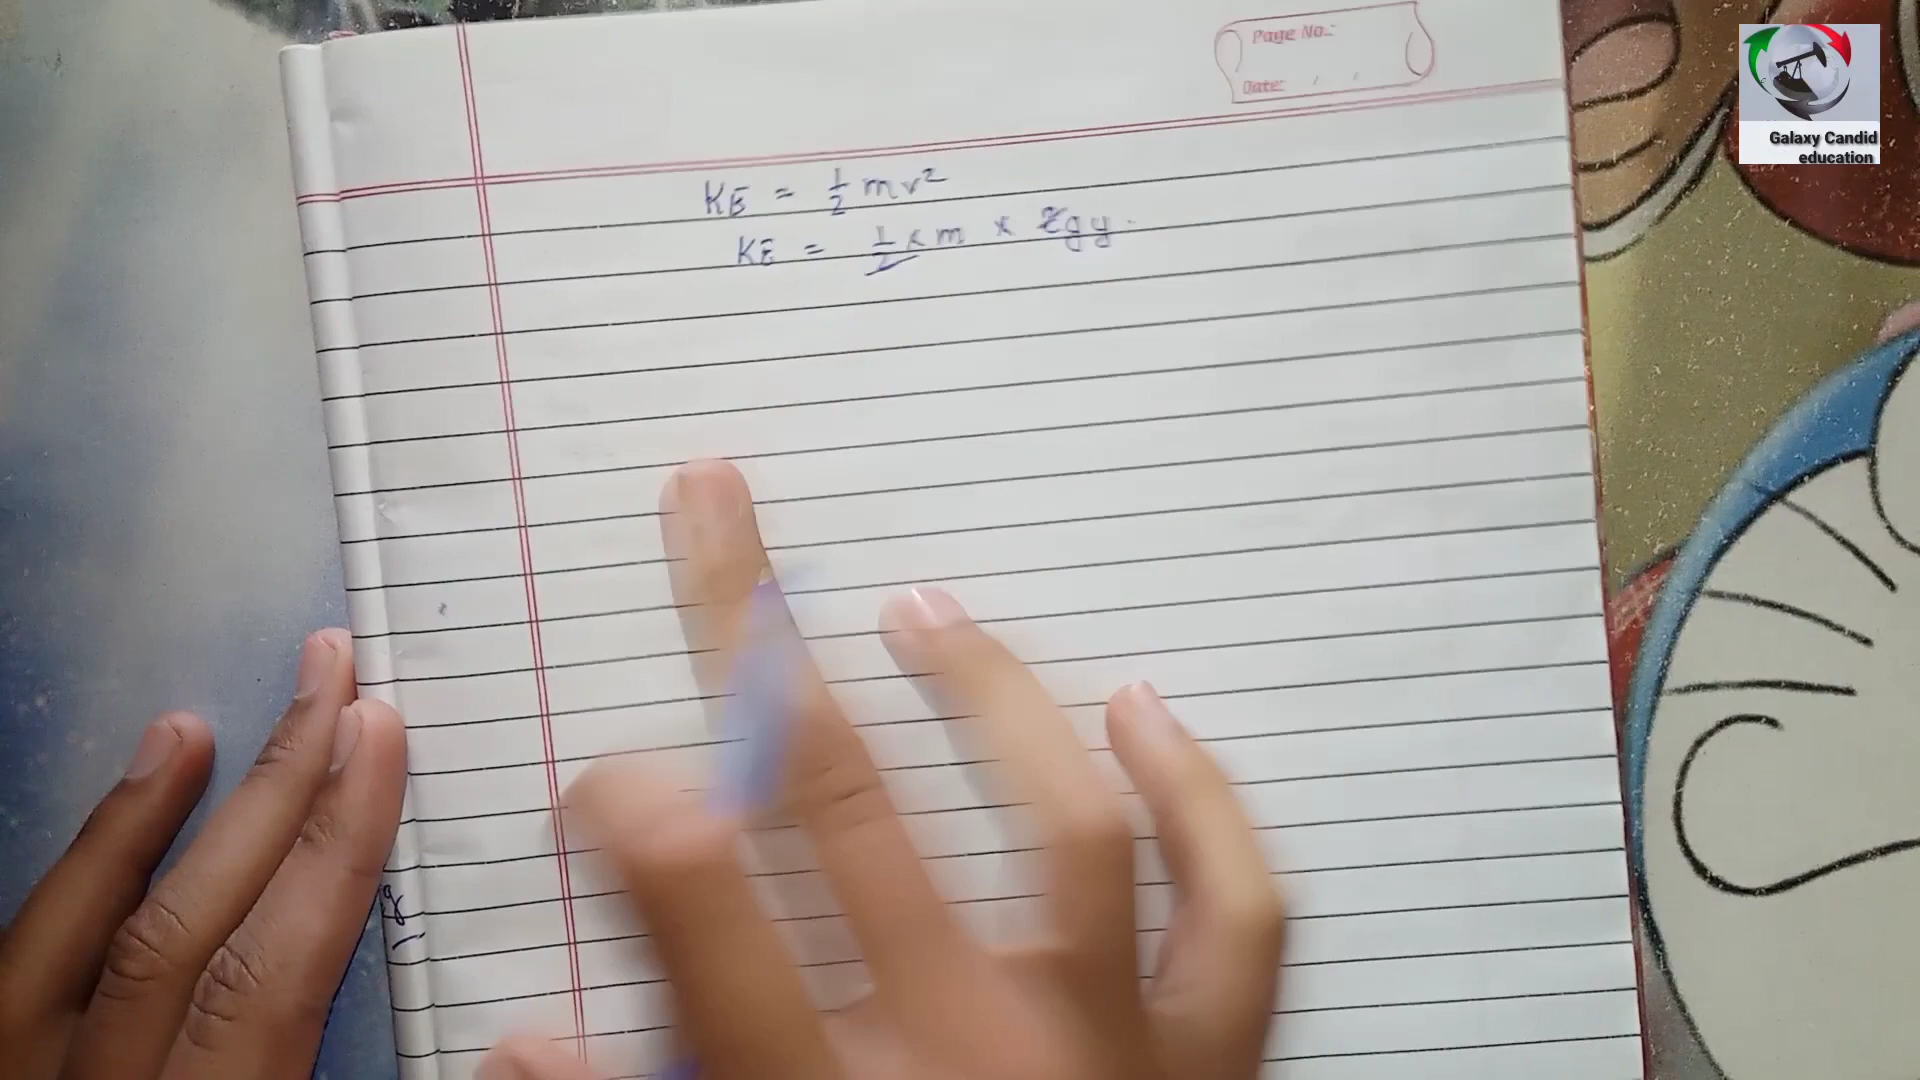 Page No.:
Date: / /
Galaxy Candid
education
KE = 1/2 mv²
KE = 1/2 × m × 2gy.
g